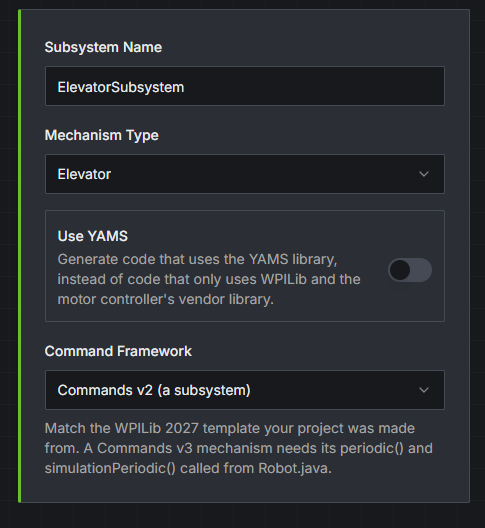 Subsystem Name
ElevatorSubsystem
Mechanism Type
Elevator
Use YAMS
Generate code that uses the YAMS library,
instead of code that only uses WPILib and the
motor controller's vendor library.
Command Framework
Commands v2 (a subsystem)
Match the WPILib 2027 template your project was made
from. A Commands v3 mechanism needs its periodic() and
simulationPeriodic() called from Robot.java.